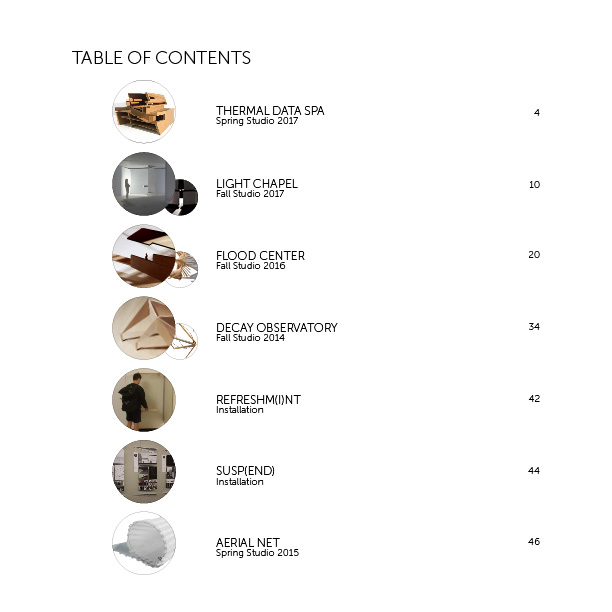 TABLE OF CONTENTS
THERMAL DATA SPA 4
Spring Studio 2017
LIGHT CHAPEL 10
Fall Studio 2017
FLOOD CENTER 20
Fall Studio 2016
DECAY OBSERVATORY 34
Fall Studio 2014
REFRESHM(I)NT 42
Installation
SUSP(END) 44
Installation
AERIAL NET 46
Spring Studio 2015